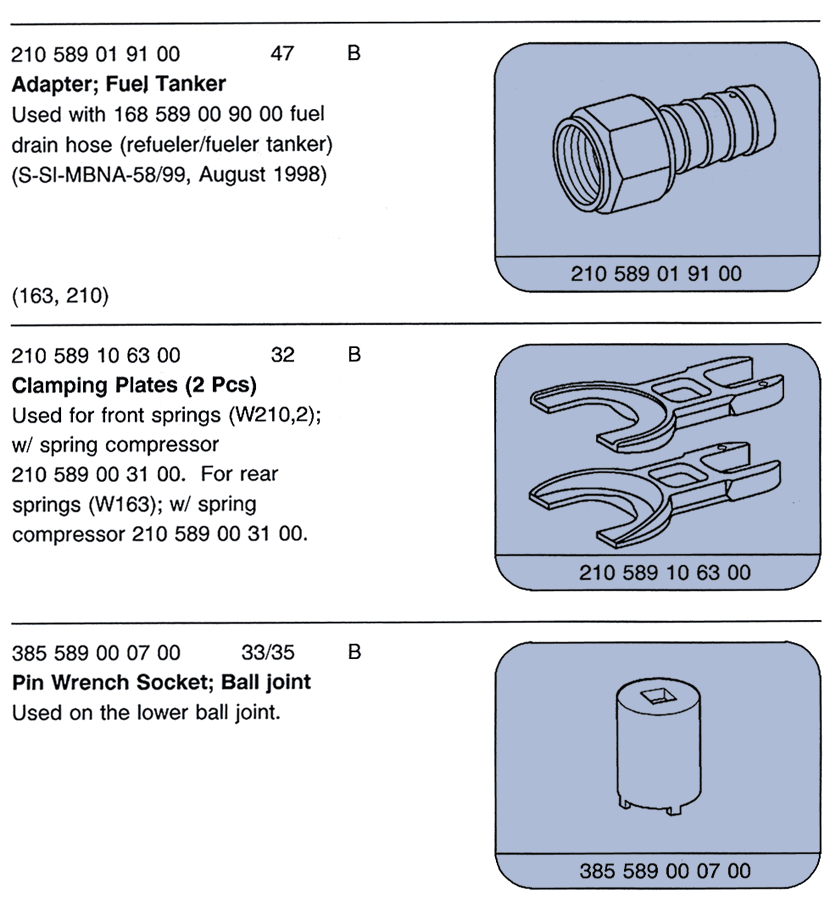 210 589 01 91 00 47 B
Adapter; Fuel Tanker
Used with 168 589 00 90 00 fuel
drain hose (refueler/fueler tanker)
(S-SI-MBNA-58/99, August 1998)
(163, 210)
210 589 01 91 00
210 589 10 63 00 32 B
Clamping Plates (2 Pcs)
Used for front springs (W210,2);
w/ spring compressor
210 589 00 31 00. For rear
springs (W163); w/ spring
compressor 210 589 00 31 00.
210 589 10 63 00
385 589 00 07 00 33/35 B
Pin Wrench Socket; Ball joint
Used on the lower ball joint.
385 589 00 07 00